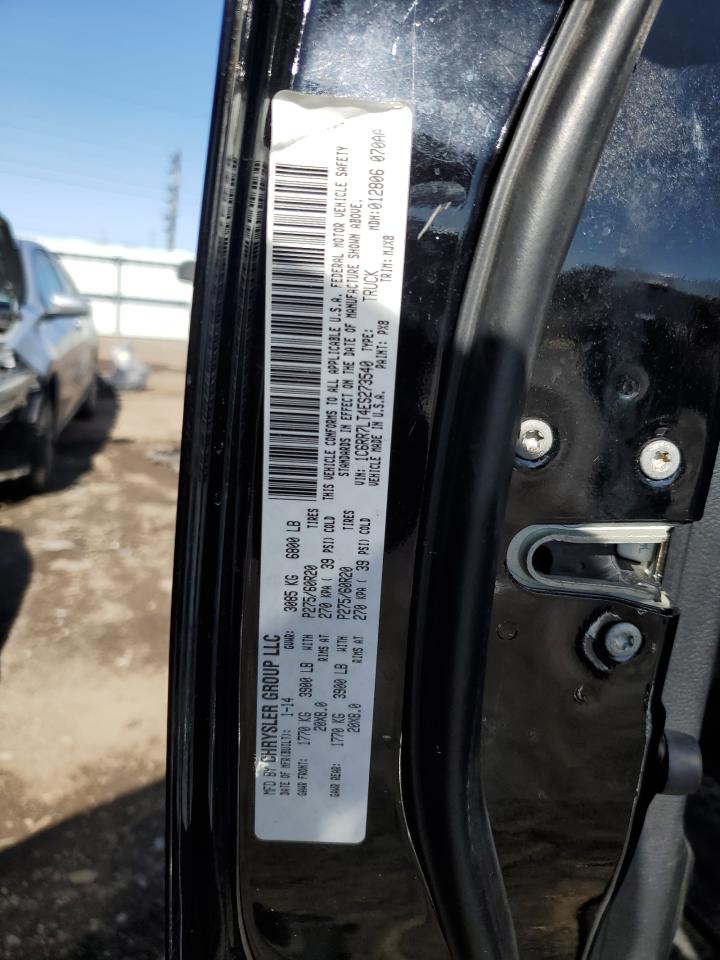 MFD BY CHRYSLER GROUP LLC
DATE OF MFR(BUILT): 1-14 GVWR: 3085 KG 6800 LB
GAWR FRONT: 1770 KG 3900 LB WITH P275/60R20 TIRES
20X8.0 RIMS AT 270 KPA ( 39 PSI) COLD
GAWR REAR: 1770 KG 3900 LB WITH P275/60R20 TIRES
20X8.0 RIMS AT 270 KPA ( 39 PSI) COLD
THIS VEHICLE CONFORMS TO ALL APPLICABLE U.S.A. FEDERAL MOTOR VEHICLE SAFETY
STANDARDS IN EFFECT ON THE DATE OF MANUFACTURE SHOWN ABOVE.
VIN: 1C6RR7LT4ES273540 TYPE: TRUCK MDH:012806 070AA
VEHICLE MADE IN U.S.A. PAINT: PX8 TRIM: MJX8